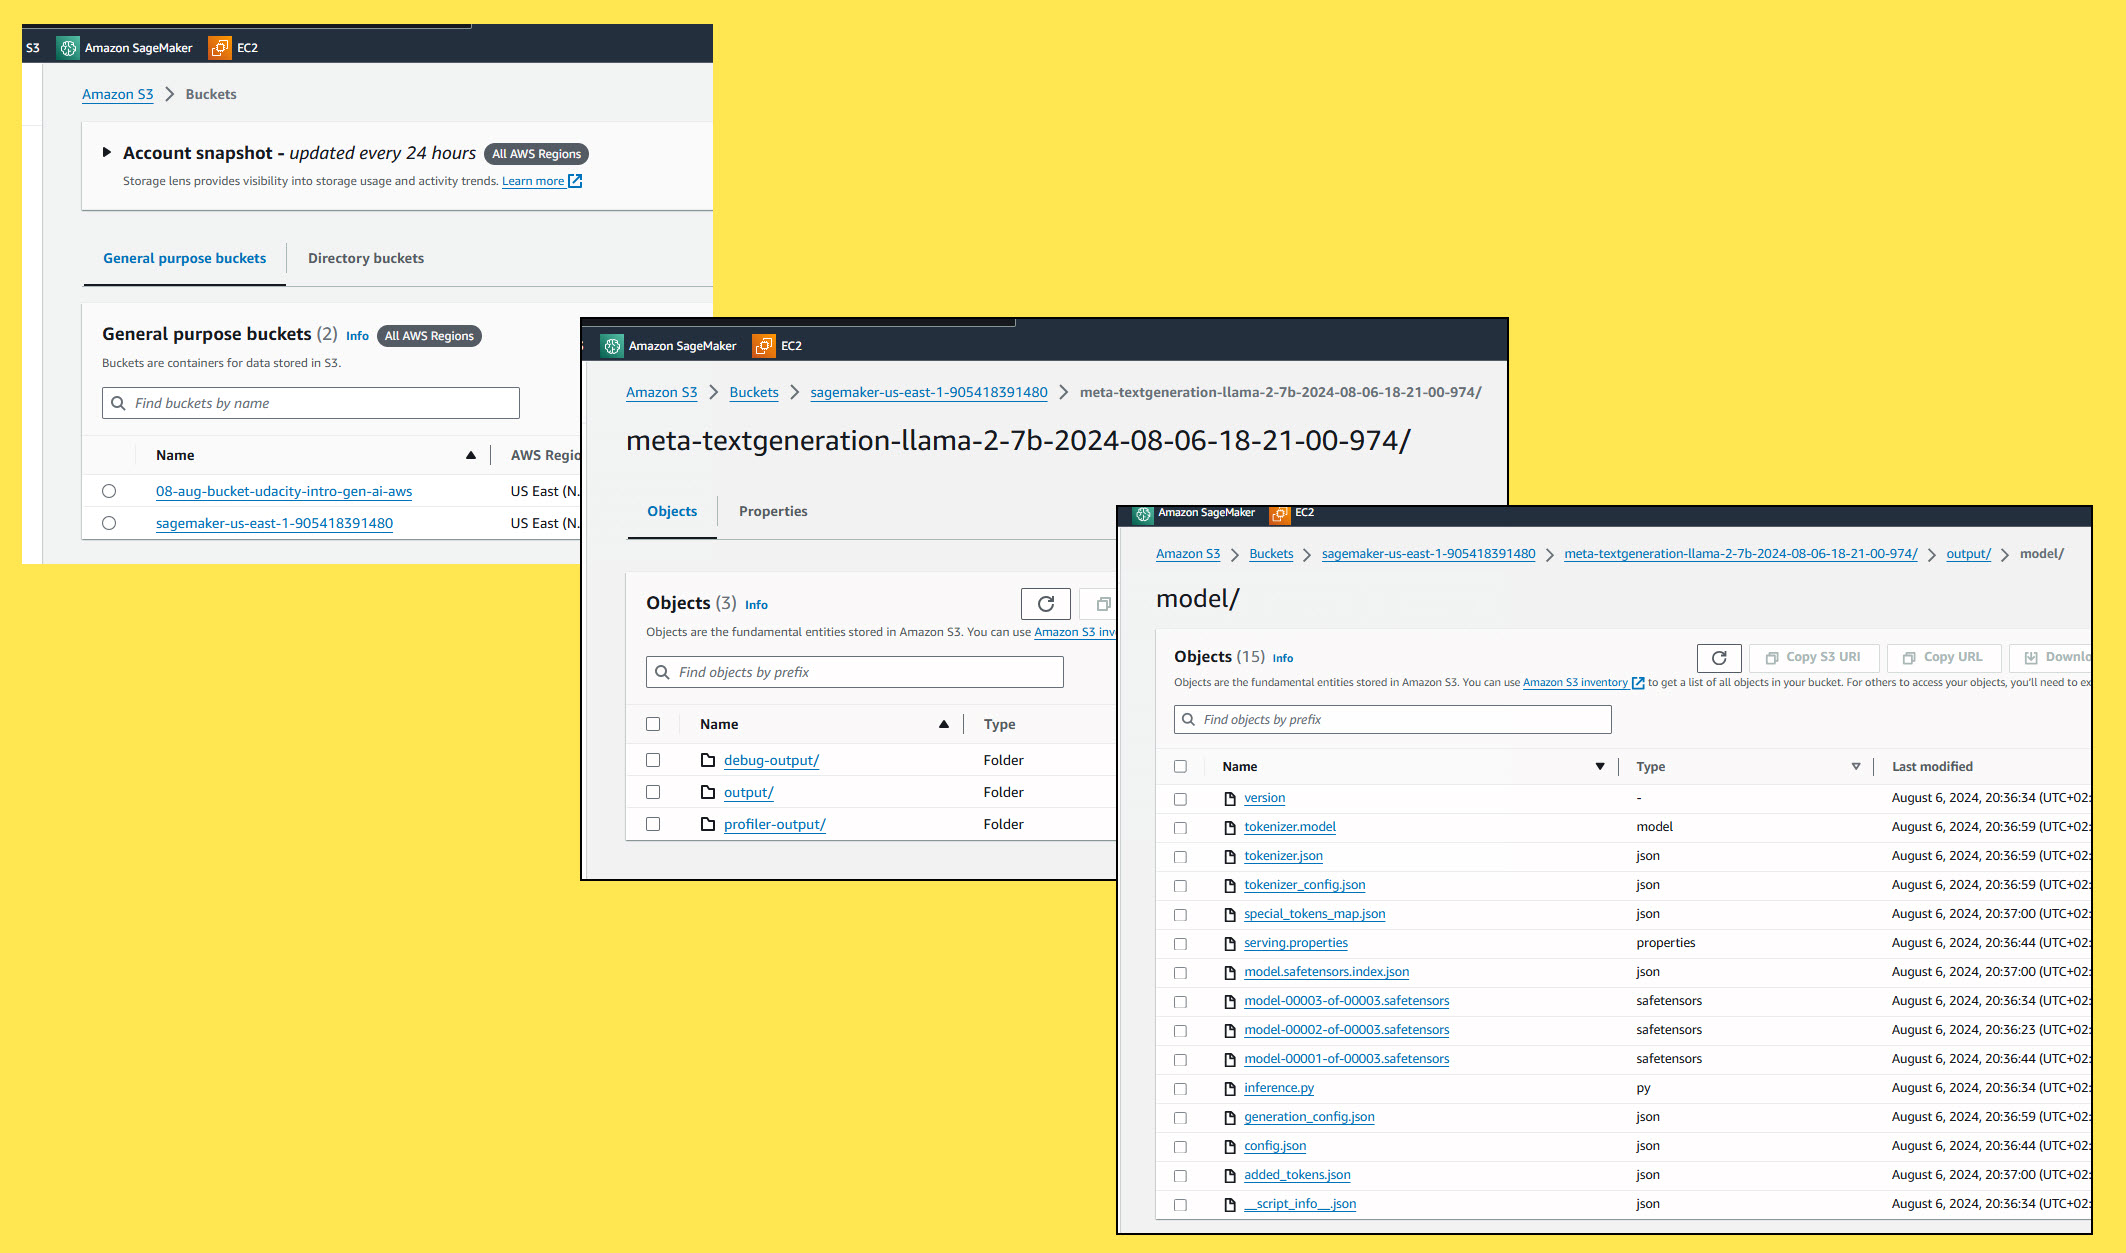 S3 Amazon SageMaker EC2
Amazon S3 > Buckets
Account snapshot - updated every 24 hours All AWS Regions
Storage lens provides visibility into storage usage and activity trends. Learn more
General purpose buckets Directory buckets
General purpose buckets (2) Info All AWS Regions
Buckets are containers for data stored in S3.
Find buckets by name
Name AWS Regio
08-aug-bucket-udacity-intro-gen-ai-aws US East (N.
sagemaker-us-east-1-905418391480 US East (N.
Amazon SageMaker EC2
Amazon S3 > Buckets > sagemaker-us-east-1-905418391480 > meta-textgeneration-llama-2-7b-2024-08-06-18-21-00-974/
meta-textgeneration-llama-2-7b-2024-08-06-18-21-00-974/
Objects Properties
Objects (3) Info
Objects are the fundamental entities stored in Amazon S3. You can use Amazon S3 inv
Find objects by prefix
Name Type
debug-output/ Folder
output/ Folder
profiler-output/ Folder
Amazon SageMaker EC2
Amazon S3 > Buckets > sagemaker-us-east-1-905418391480 > meta-textgeneration-llama-2-7b-2024-08-06-18-21-00-974/ > output/ > model/
model/
Objects (15) Info Copy S3 URI Copy URL Downlo
Objects are the fundamental entities stored in Amazon S3. You can use Amazon S3 inventory to get a list of all objects in your bucket. For others to access your objects, you'll need to ex
Find objects by prefix
Name Type Last modified
version - August 6, 2024, 20:36:34 (UTC+02:
tokenizer.model model August 6, 2024, 20:36:59 (UTC+02:
tokenizer.json json August 6, 2024, 20:36:59 (UTC+02:
tokenizer_config.json json August 6, 2024, 20:36:59 (UTC+02:
special_tokens_map.json json August 6, 2024, 20:37:00 (UTC+02:
serving.properties properties August 6, 2024, 20:36:44 (UTC+02:
model.safetensors.index.json json August 6, 2024, 20:37:00 (UTC+02:
model-00003-of-00003.safetensors safetensors August 6, 2024, 20:36:34 (UTC+02:
model-00002-of-00003.safetensors safetensors August 6, 2024, 20:36:23 (UTC+02:
model-00001-of-00003.safetensors safetensors August 6, 2024, 20:36:44 (UTC+02:
inference.py py August 6, 2024, 20:36:34 (UTC+02:
generation_config.json json August 6, 2024, 20:36:59 (UTC+02:
config.json json August 6, 2024, 20:36:44 (UTC+02:
added_tokens.json json August 6, 2024, 20:37:00 (UTC+02:
__script_info__.json json August 6, 2024, 20:36:34 (UTC+02: